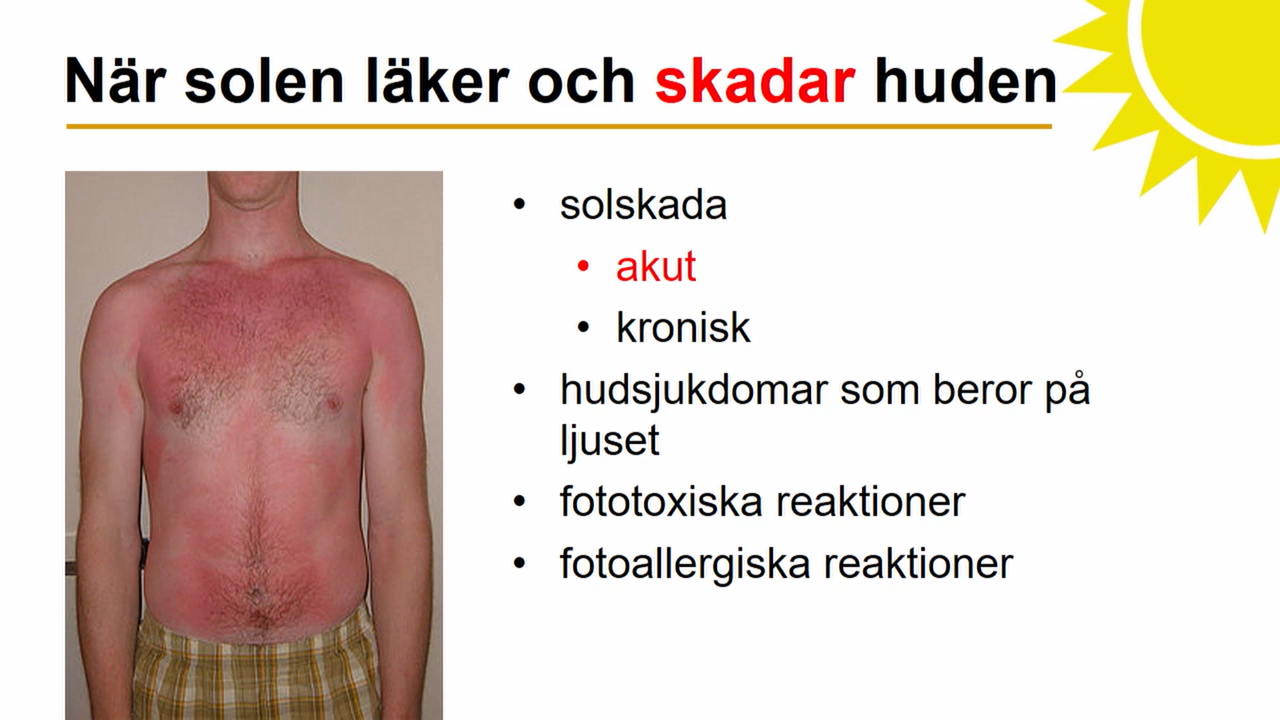 När solen läker och skadar huden
• solskada
• akut
• kronisk
• hudsjukdomar som beror på
ljuset
• fototoxiska reaktioner
• fotoallergiska reaktioner